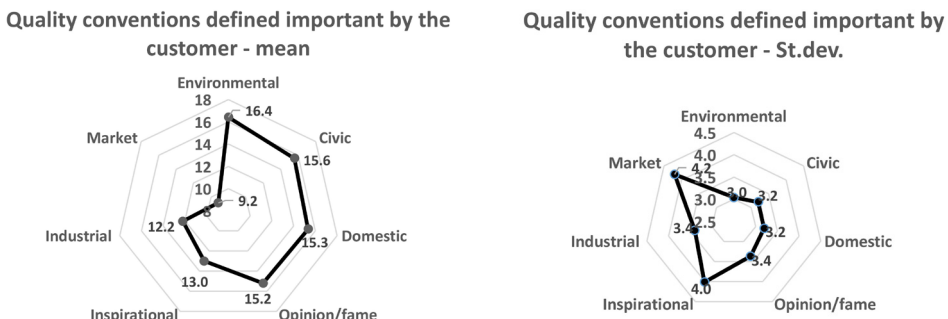 Quality conventions defined important by the
customer - mean
Environmental
18
16.4
16
Market
Civic
14
15.6
12
10
9.2
8
12.2
Industrial
15.3
Domestic
13.0
15.2
Inspirational
Opinion/fame
Quality conventions defined important by
the customer - St.dev.
Environmental
4.5
4.0
Market
4.2
Civic
3.5
3.0
3.0
3.2
2.5
3.4
3.2
Industrial
Domestic
3.4
4.0
Inspirational
Opinion/fame